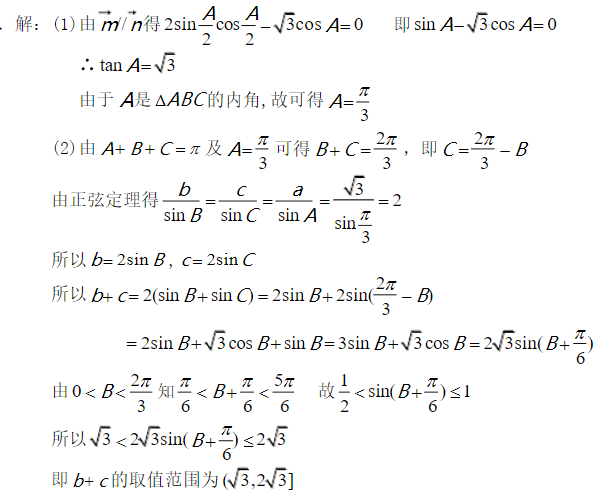 . 解：(1)由 $\vec{m}//\vec{n}$ 得 $2\sin\frac{A}{2}\cos\frac{A}{2}-\sqrt{3}\cos A=0$ 即 $\sin A-\sqrt{3}\cos A=0$
∴ $\tan A=\sqrt{3}$
由于 $A$ 是 $\Delta ABC$ 的内角,故可得 $A=\frac{\pi}{3}$
(2)由 $A+B+C=\pi$ 及 $A=\frac{\pi}{3}$ 可得 $B+C=\frac{2\pi}{3}$ ，即 $C=\frac{2\pi}{3}-B$
由正弦定理得 $\frac{b}{\sin B}=\frac{c}{\sin C}=\frac{a}{\sin A}=\frac{\sqrt{3}}{\sin\frac{\pi}{3}}=2$
所以 $b=2\sin B$ , $c=2\sin C$
所以 $b+c=2(\sin B+\sin C)=2\sin B+2\sin(\frac{2\pi}{3}-B)$
$=2\sin B+\sqrt{3}\cos B+\sin B=3\sin B+\sqrt{3}\cos B=2\sqrt{3}\sin(B+\frac{\pi}{6})$
由 $0<B<\frac{2\pi}{3}$ 知 $\frac{\pi}{6}<B+\frac{\pi}{6}<\frac{5\pi}{6}$ 故 $\frac{1}{2}<\sin(B+\frac{\pi}{6})\leq 1$
所以 $\sqrt{3}<2\sqrt{3}\sin(B+\frac{\pi}{6})\leq 2\sqrt{3}$
即 $b+c$ 的取值范围为 $(\sqrt{3},2\sqrt{3}]$